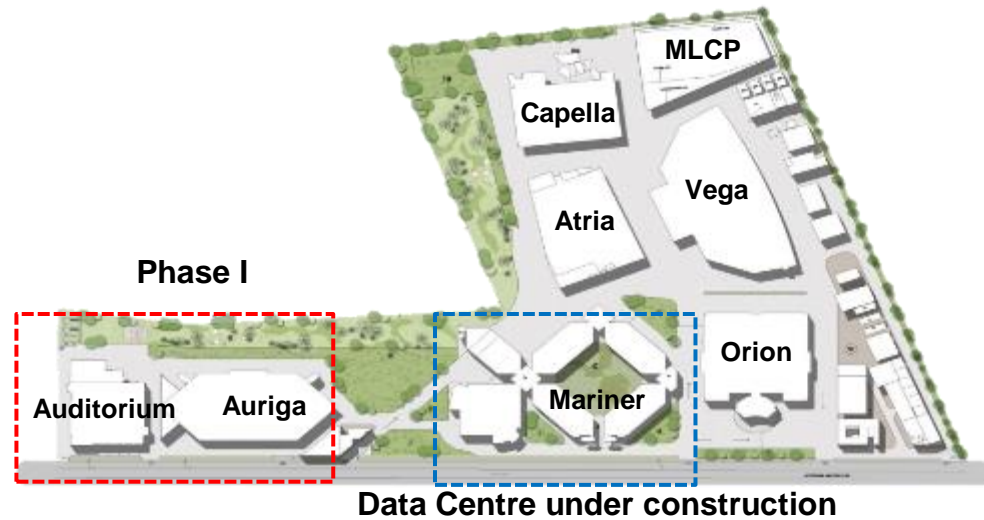 MLCP
Capella
Vega
Atria
Phase I
Orion
Auditorium
Auriga
Mariner
Data Centre under construction